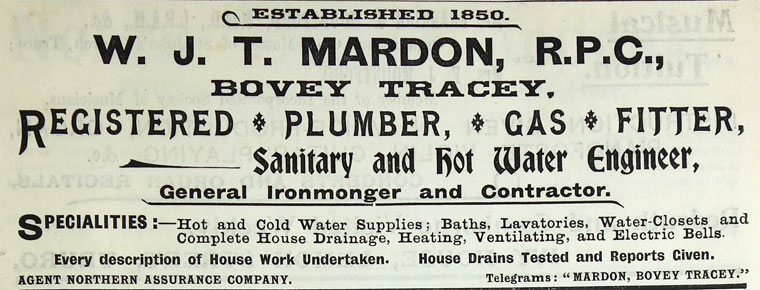 ESTABLISHED 1850.
W. J. T. MARDON, R.P.C.,
BOVEY TRACEY,
REGISTERED PLUMBER, GAS FITTER,
Sanitary and Hot Water Engineer,
General Ironmonger and Contractor.
SPECIALITIES:—Hot and Cold Water Supplies; Baths, Lavatories, Water-Closets and
Complete House Drainage, Heating, Ventilating, and Electric Bells.
Every description of House Work Undertaken. House Drains Tested and Reports Given.
AGENT NORTHERN ASSURANCE COMPANY. Telegrams: "MARDON, BOVEY TRACEY."